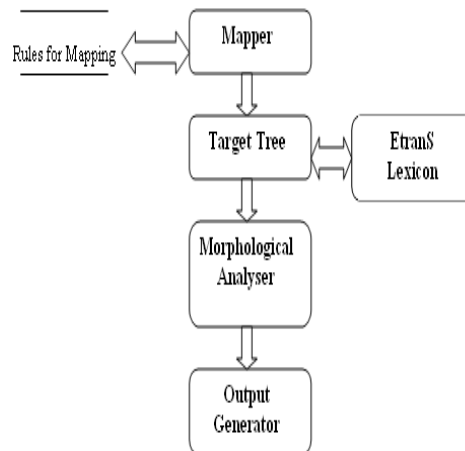 Mapper
Rules for Mapping
Target Tree
EtranS
Lexicon
Morphological
Analyser
Output
Generator